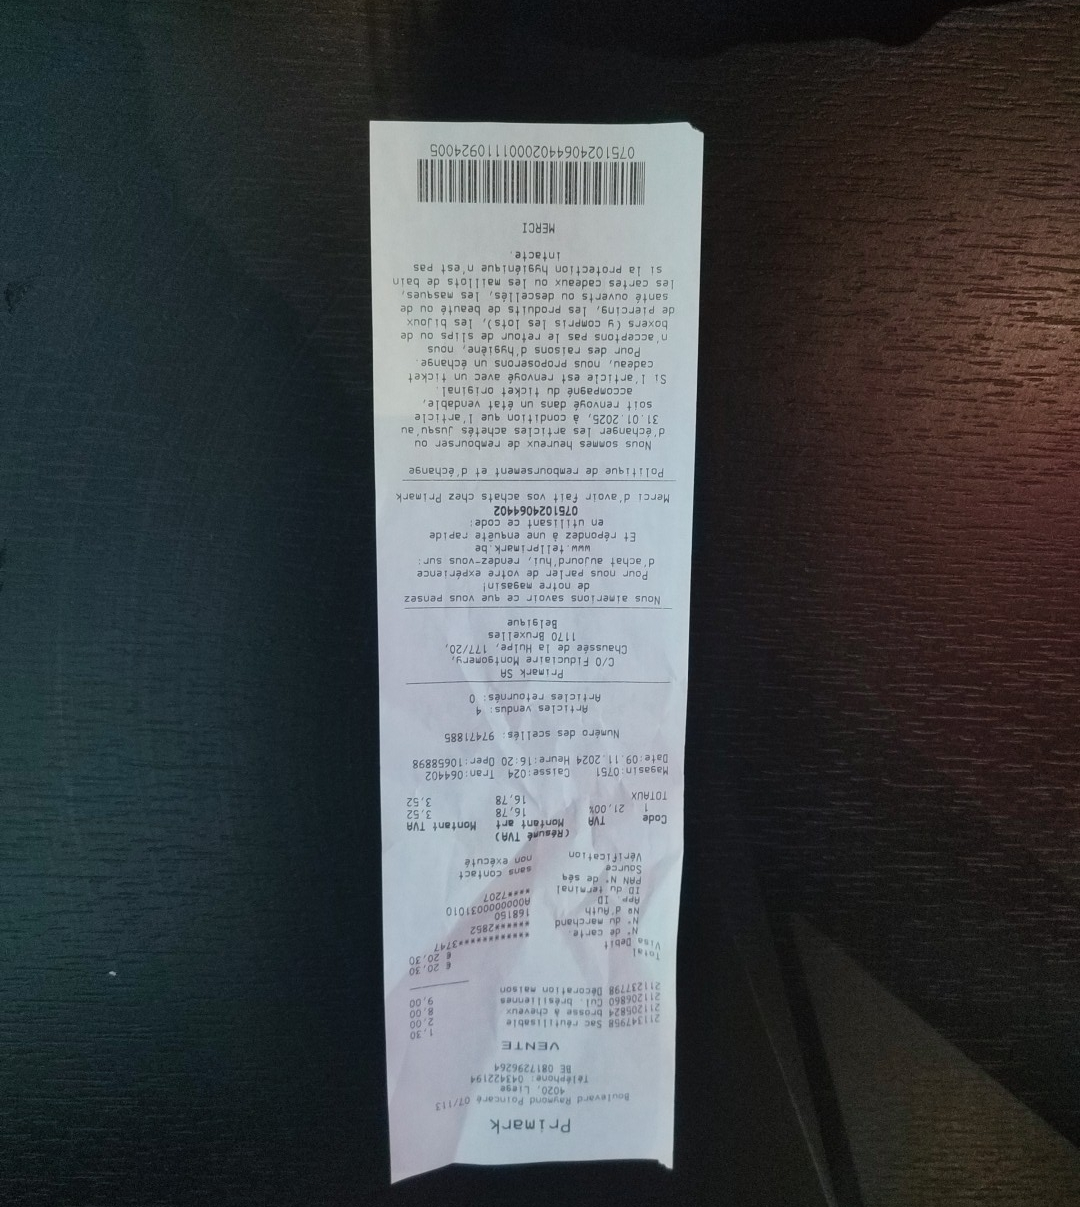 Primark
Boulevard Raymond Poincaré 07/113
4020, Liege
Téléphone: 043422194
BE 0817296264
VENTE
211347958 Sac réutilisable 1,30
211205824 brosse à cheveux 2,00
211206860 Cul. brésiliennes 8,00
211237798 Décoration maison 9,00
Total € 20,30
Visa Debit € 20,30
N° de carte: ************3747
N° du marchand ******2852
No d'Auth 168150
App. ID A0000000031010
ID du terminal ****7207
PAN N° de séq
Source sans contact
Vérification non exécuté
(Résumé TVA)
Code TVA Montant art Montant TVA
1 21,00% 16,78 3,52
TOTAUX 16,78 3,52
Magasin:0751 Caisse:024 Tran:064402
Date:09.11.2024 Heure:16:20 Oper:10658898
Numéro des scellés: 97471885
Articles vendus: 4
Articles retournés: 0
Primark SA
C/O Fiduciaire Montgomery,
Chaussée de la Hulpe, 177/20,
1170 Bruxelles
Belgique
Nous aimerions savoir ce que vous pensez
de notre magasin!
Pour nous parler de votre expérience
d'achat aujourd'hui, rendez-vous sur:
www.tellprimark.be
Et répondez à une enquête rapide
en utilisant ce code:
0751024064402
Merci d'avoir fait vos achats chez Primark
Politique de remboursement et d'échange
Nous sommes heureux de rembourser ou
d'échanger les articles achetés jusqu'au
31.01.2025, à condition que l'article
soit renvoyé dans un état vendable,
accompagné du ticket original.
Si l'article est renvoyé avec un ticket
cadeau, nous proposerons un échange.
Pour des raisons d'hygiène, nous
n'acceptons pas le retour de slips ou de
boxers (y compris les lots), les bijoux
de piercing, les produits de beauté ou de
santé ouverts ou descellés, les masques,
les cartes cadeaux ou les maillots de bain
si la protection hygiénique n'est pas
intacte.
MERCI
07510240644020001110924005